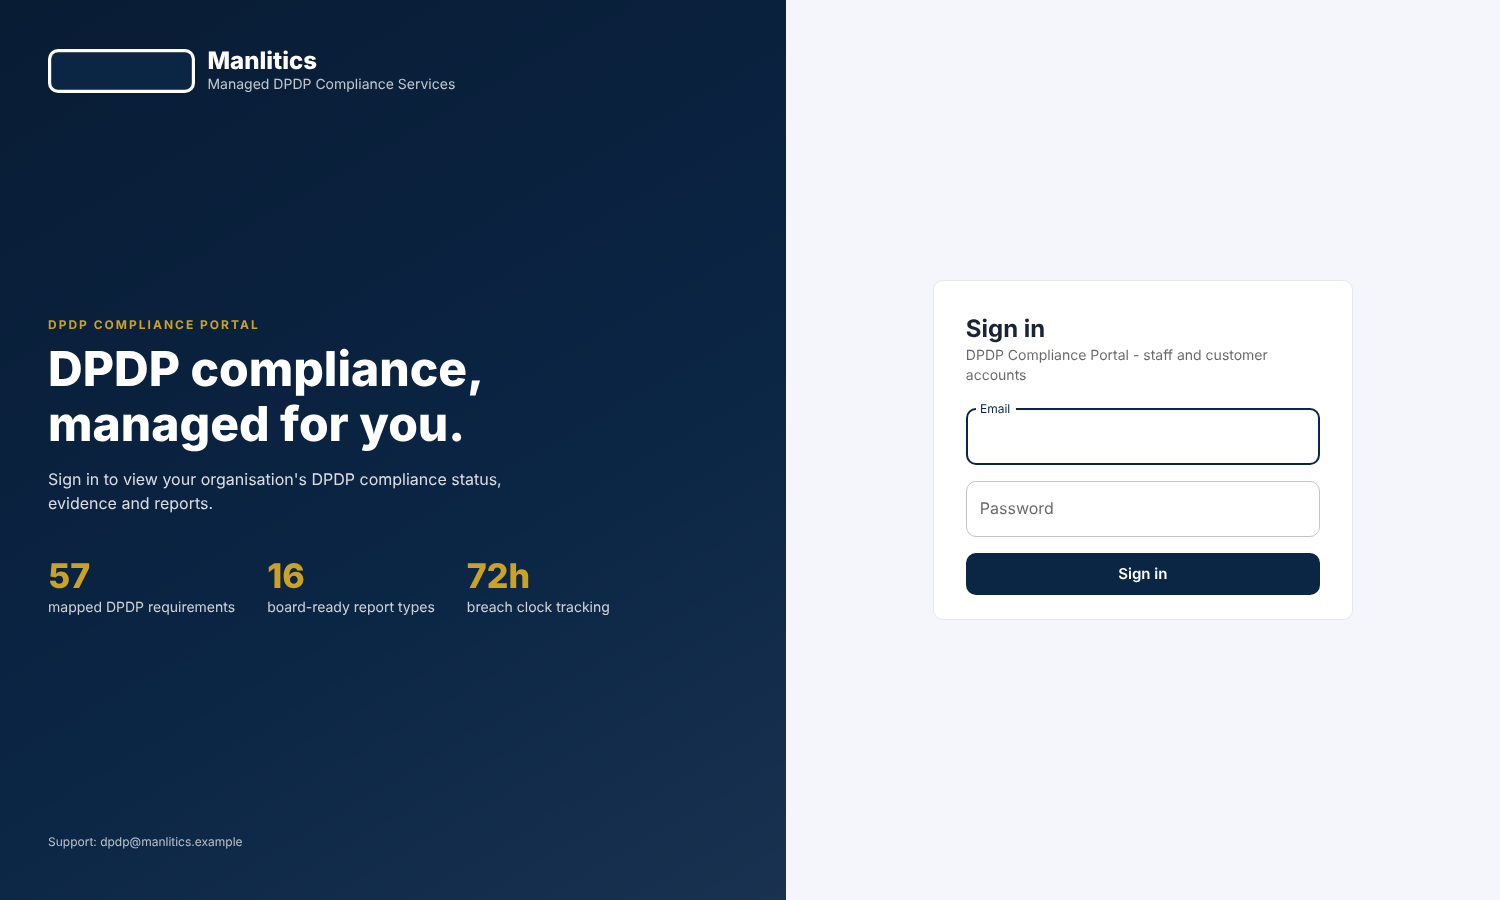 Manlitics
Managed DPDP Compliance Services
DPDP COMPLIANCE PORTAL
DPDP compliance,
managed for you.
Sign in to view your organisation's DPDP compliance status,
evidence and reports.
57
mapped DPDP requirements
16
board-ready report types
72h
breach clock tracking
Support: dpdp@manlitics.example
Sign in
DPDP Compliance Portal - staff and customer
accounts
Email
Password
Sign in